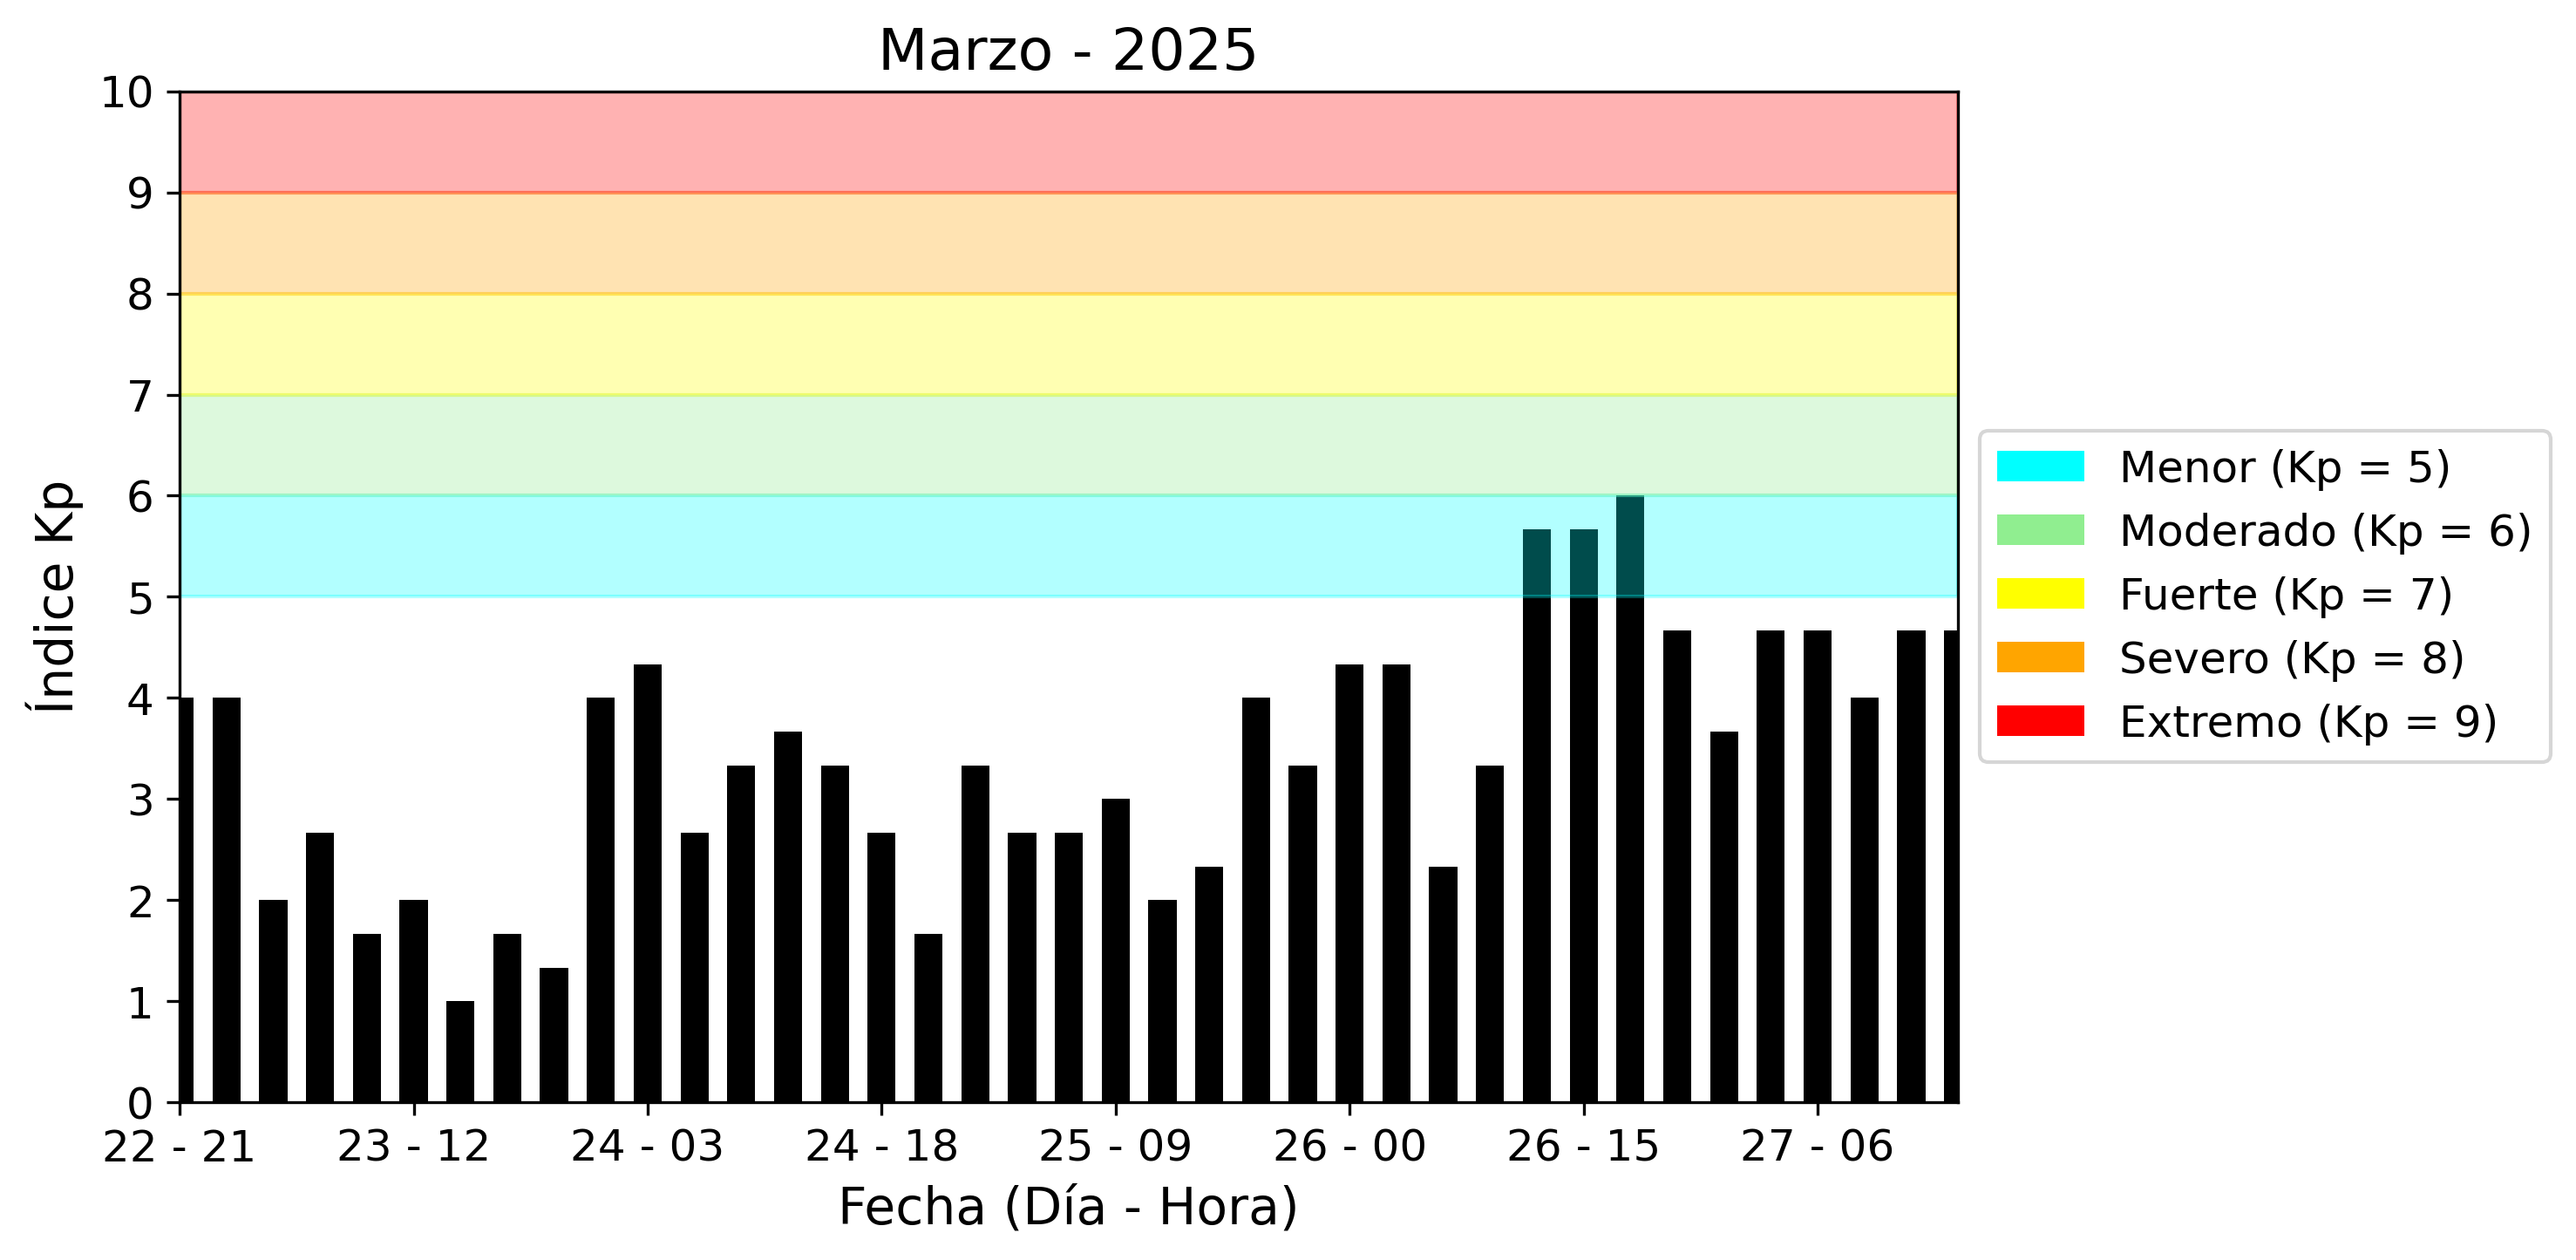 Marzo - 2025
Índice Kp
10
9
8
7
6
5
4
3
2
1
0
22 - 21 23 - 12 24 - 03 24 - 18 25 - 09 26 - 00 26 - 15 27 - 06
Fecha (Día - Hora)
Menor (Kp = 5)
Moderado (Kp = 6)
Fuerte (Kp = 7)
Severo (Kp = 8)
Extremo (Kp = 9)